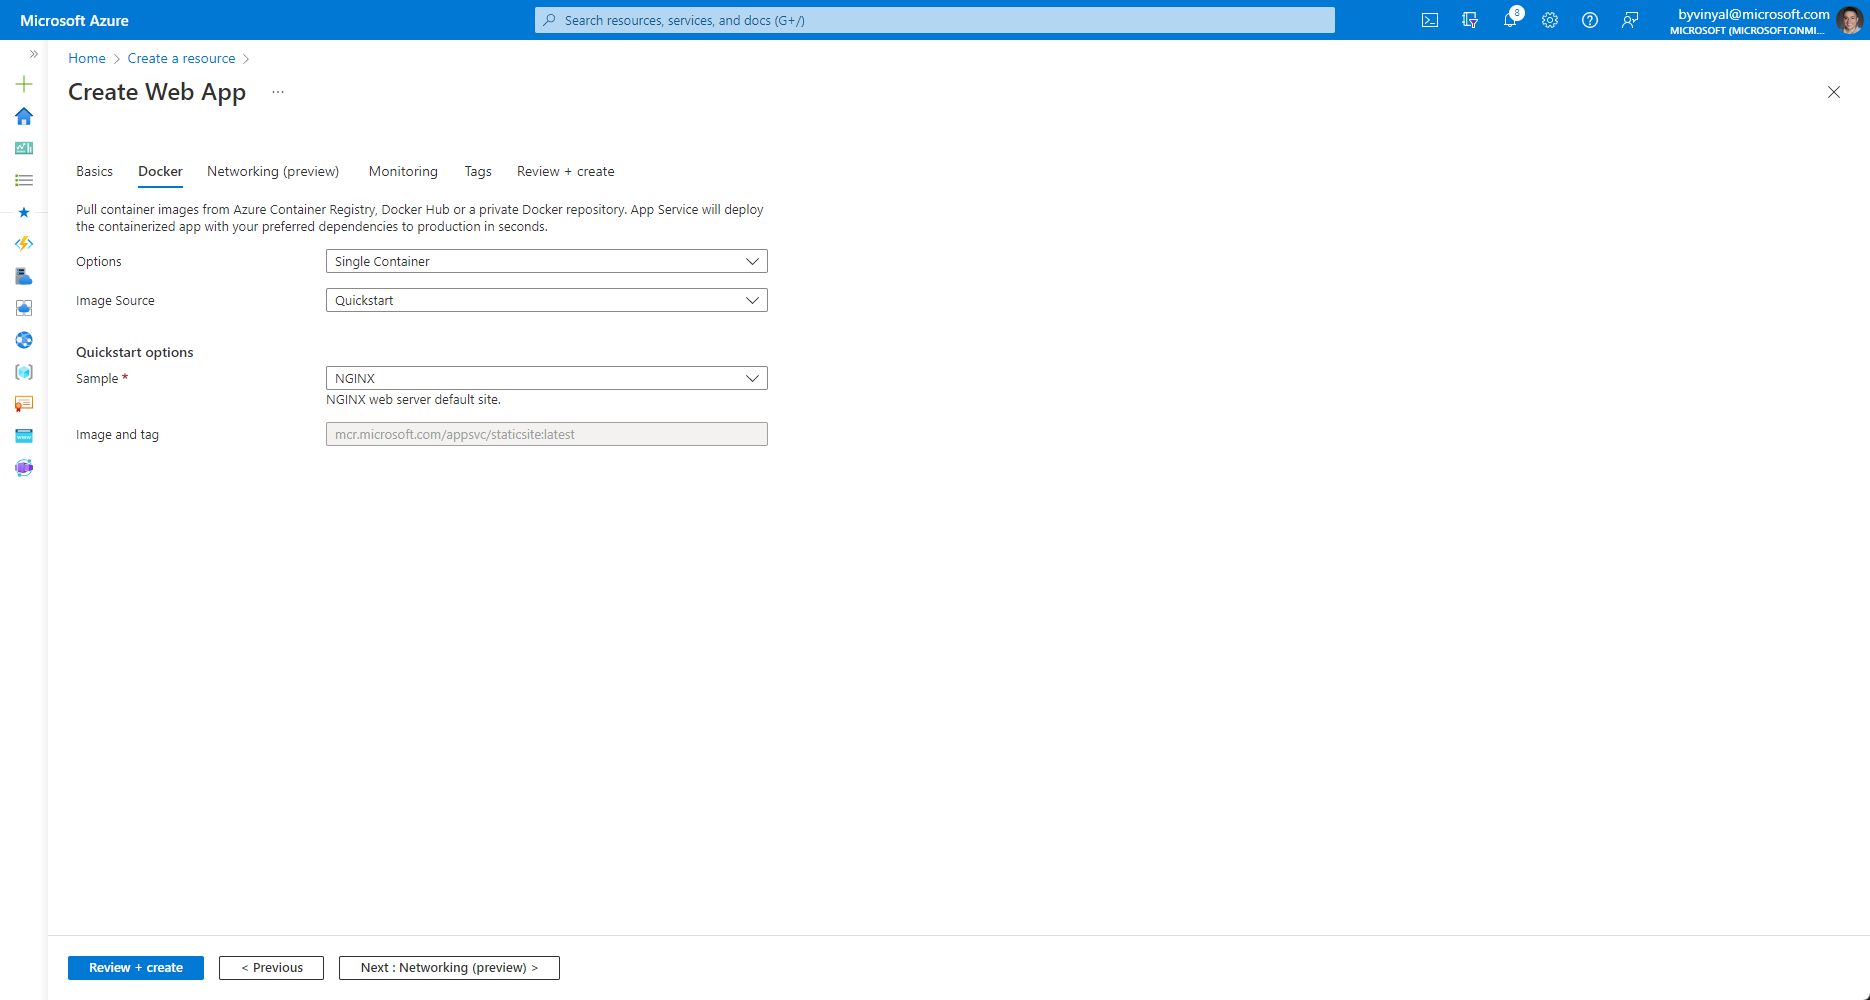 Microsoft Azure
Search resources, services, and docs (G+/)
8
byvinyal@microsoft.com
MICROSOFT (MICROSOFT.ONMI...
Home > Create a resource >
Create Web App ...
Basics Docker Networking (preview) Monitoring Tags Review + create
Pull container images from Azure Container Registry, Docker Hub or a private Docker repository. App Service will deploy
the containerized app with your preferred dependencies to production in seconds.
Options Single Container
Image Source Quickstart
Quickstart options
Sample * NGINX
NGINX web server default site.
Image and tag mcr.microsoft.com/appsvc/staticsite:latest
Review + create < Previous Next : Networking (preview) >